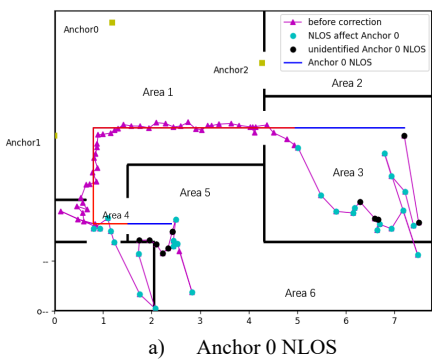 Anchor0
before correction
NLOS affect Anchor 0
unidentified Anchor 0 NLOS
Anchor 0 NLOS
Anchor2
Area 1
Area 2
Anchor1
Area 3
Area 5
Area 4
--
Area 6
o--
0 1 2 3 4 5 6 7
a) Anchor 0 NLOS